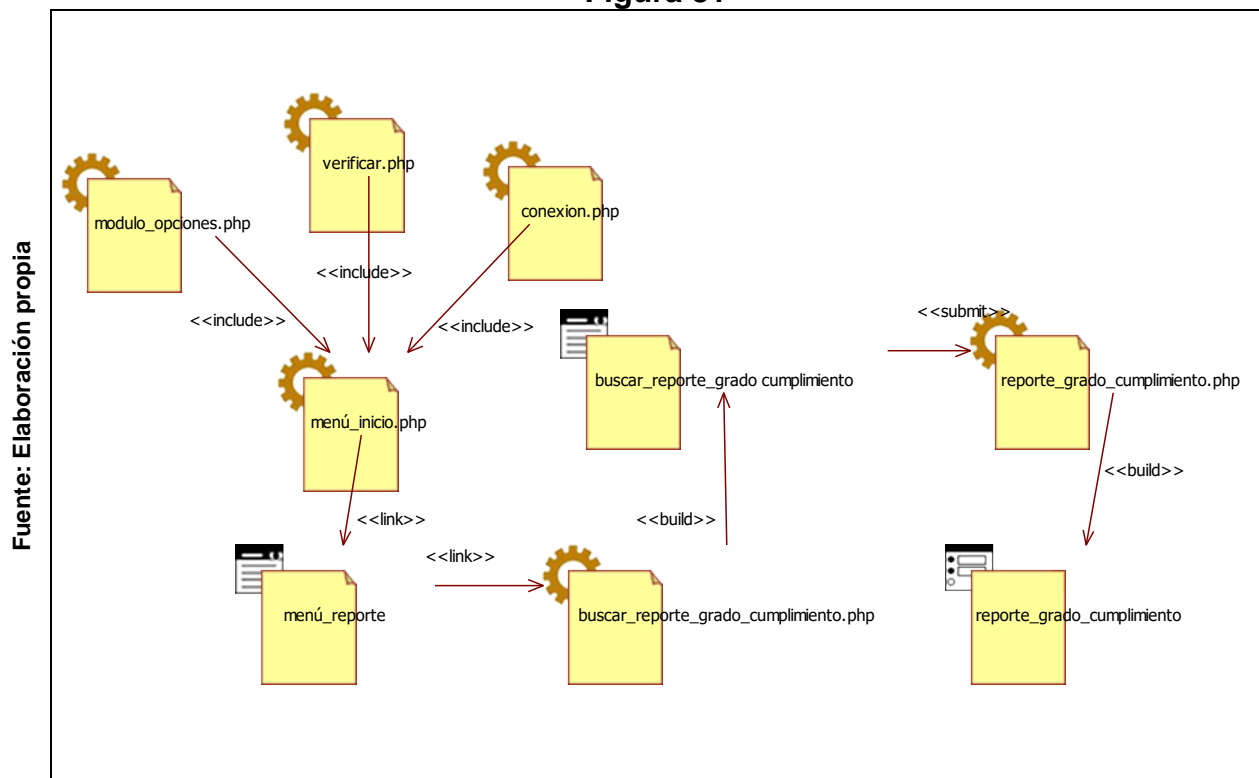 Figura
Fuente: Elaboración propia
verificar.php
modulo_opciones.php
conexion.php
<<include>>
<<include>>
<<include>>
<<submit>>
menú_inicio.php
buscar_reporte_grado cumplimiento
reporte_grado_cumplimiento.php
<<build>>
<<link>>
<<build>>
<<link>>
menú_reporte
buscar_reporte_grado_cumplimiento.php
reporte_grado_cumplimiento